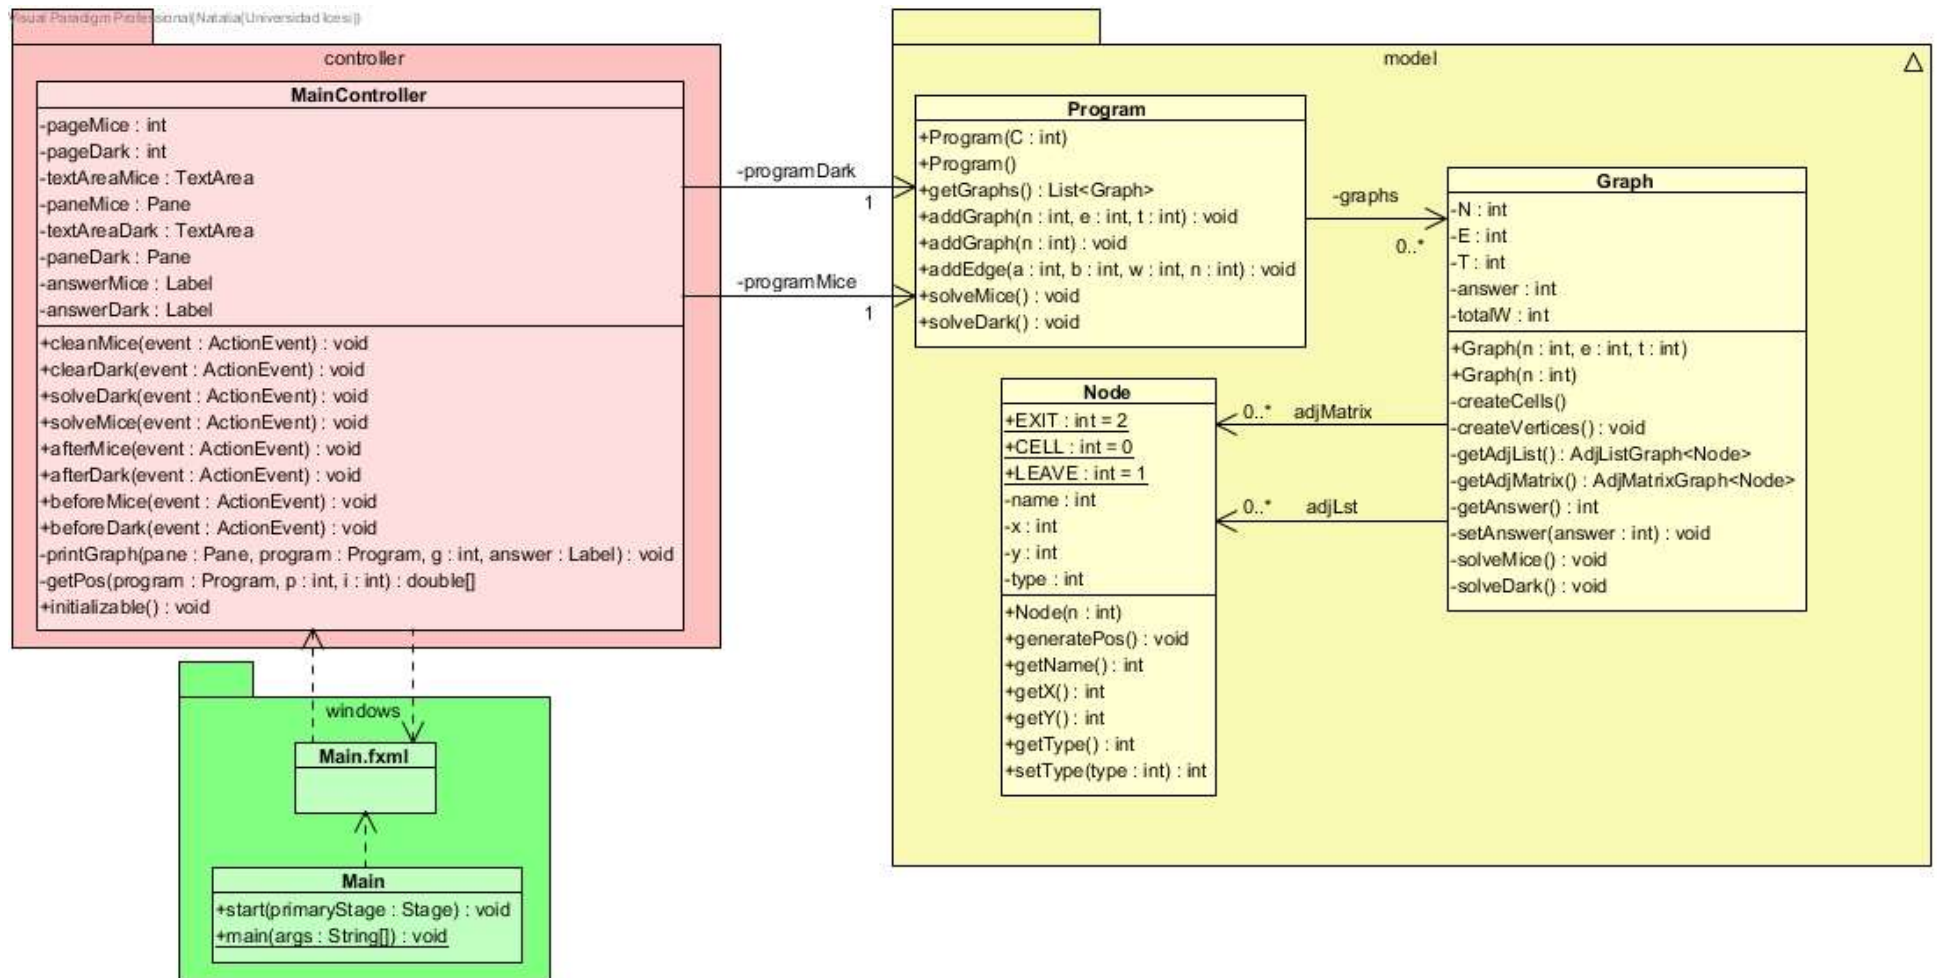 Visual Paradigm Professional(Natalia(Universidad Icesi))
controller
MainController
-pageMice : int
-pageDark : int
-textAreaMice : TextArea
-paneMice : Pane
-textAreaDark : TextArea
-paneDark : Pane
-answerMice : Label
-answerDark : Label
+cleanMice(event : ActionEvent) : void
+clearDark(event : ActionEvent) : void
+solveDark(event : ActionEvent) : void
+solveMice(event : ActionEvent) : void
+afterMice(event : ActionEvent) : void
+afterDark(event : ActionEvent) : void
+beforeMice(event : ActionEvent) : void
+beforeDark(event : ActionEvent) : void
-printGraph(pane : Pane, program : Program, g : int, answer : Label) : void
-getPos(program : Program, p : int, i : int) : double[]
+initializable() : void
-programDark
1
-programMice
1
model
Program
+Program(C : int)
+Program()
+getGraphs() : List<Graph>
+addGraph(n : int, e : int, t : int) : void
+addGraph(n : int) : void
+addEdge(a : int, b : int, w : int, n : int) : void
+solveMice() : void
+solveDark() : void
-graphs
0..*
Graph
-N : int
-E : int
-T : int
-answer : int
-totalW : int
+Graph(n : int, e : int, t : int)
+Graph(n : int)
-createCells()
-createVertices() : void
-getAdjList() : AdjListGraph<Node>
-getAdjMatrix() : AdjMatrixGraph<Node>
-getAnswer() : int
-setAnswer(answer : int) : void
-solveMice() : void
-solveDark() : void
0..* adjMatrix
0..* adjLst
Node
+EXIT : int = 2
+CELL : int = 0
+LEAVE : int = 1
-name : int
-x : int
-y : int
-type : int
+Node(n : int)
+generatePos() : void
+getName() : int
+getX() : int
+getY() : int
+getType() : int
+setType(type : int) : int
windows
Main.fxml
Main
+start(primaryStage : Stage) : void
+main(args : String[]) : void